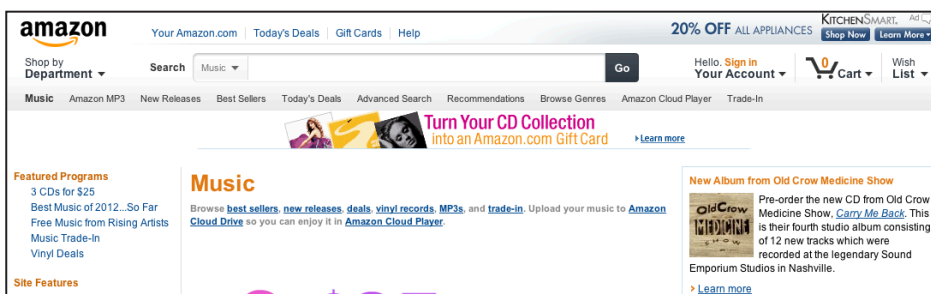 amazon
Your Amazon.com Today's Deals Gift Cards Help
20% OFF ALL APPLIANCES
KITCHENSMART. Ad
Shop Now Learn More
Shop by
Department
Search Music Go
Hello. Sign in
Your Account
0
Cart
Wish
List
Music Amazon MP3 New Releases Best Sellers Today's Deals Advanced Search Recommendations Browse Genres Amazon Cloud Player Trade-In
Turn Your CD Collection
into an Amazon.com Gift Card
Learn more
Featured Programs
3 CDs for $25
Best Music of 2012...So Far
Free Music from Rising Artists
Music Trade-In
Vinyl Deals
Site Features
Music
Browse best sellers, new releases, deals, vinyl records, MP3s, and trade-in. Upload your music to Amazon
Cloud Drive so you can enjoy it in Amazon Cloud Player.
New Album from Old Crow Medicine Show
Old Crow
MEDICINE
SHOW
Pre-order the new CD from Old Crow
Medicine Show, Carry Me Back. This
is their fourth studio album consisting
of 12 new tracks which were
recorded at the legendary Sound
Emporium Studios in Nashville.
Learn more